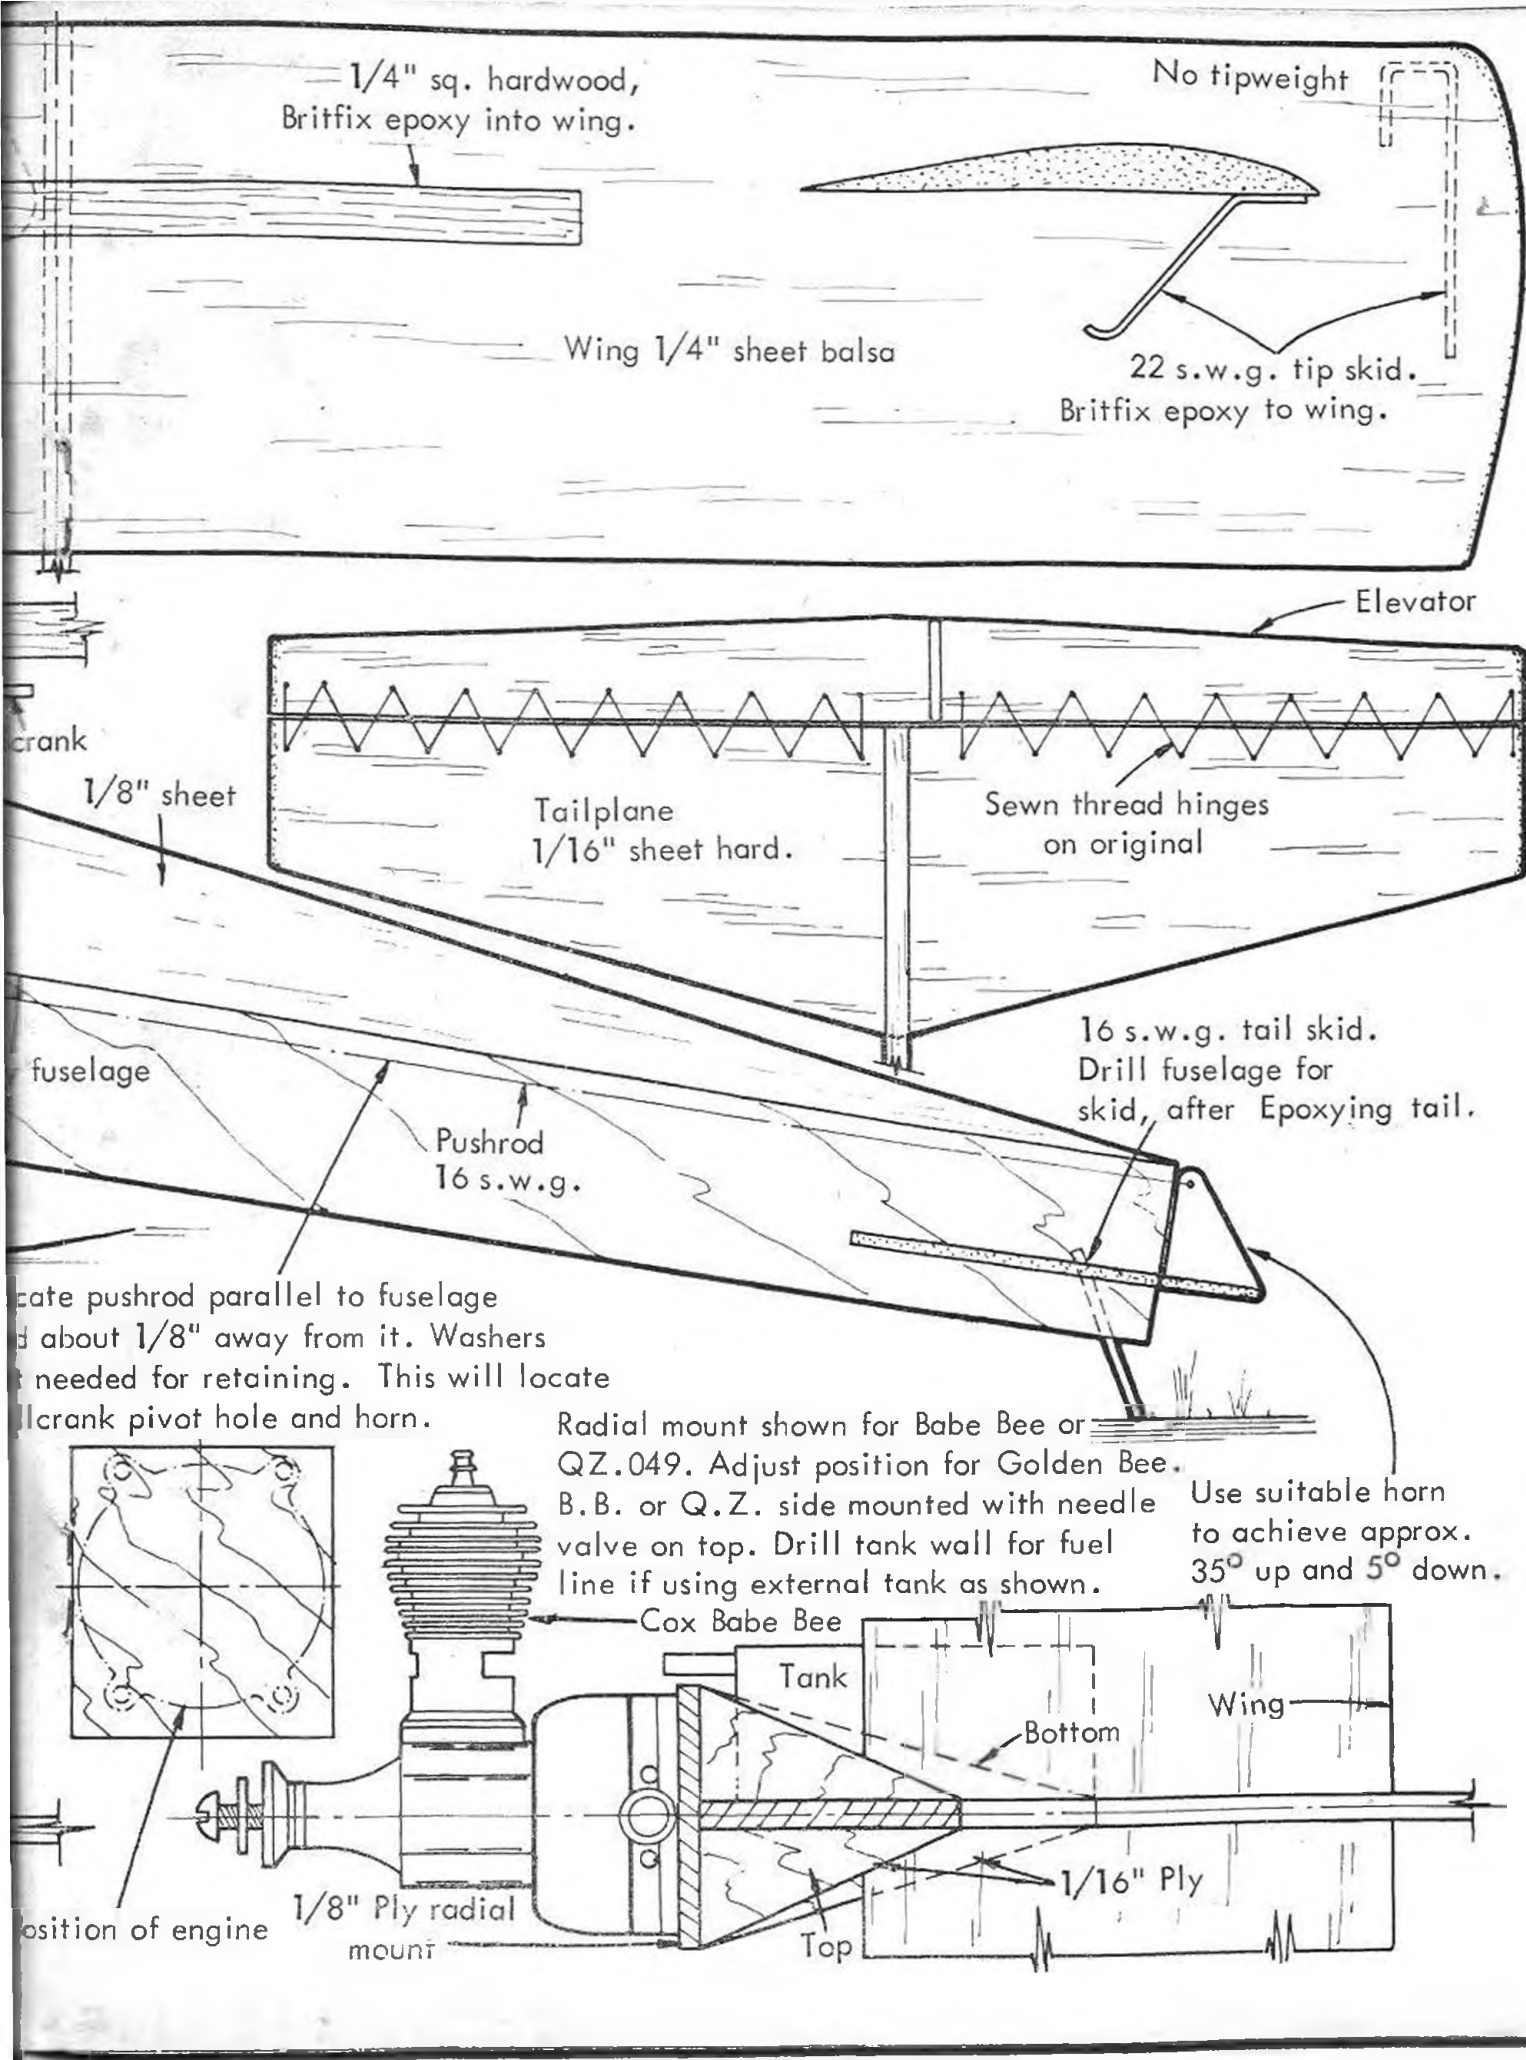 1/4" sq. hardwood,
Britfix epoxy into wing.
No tipweight
Wing 1/4" sheet balsa
22 s.w.g. tip skid.
Britfix epoxy to wing.
Elevator
crank
1/8" sheet
Tailplane
1/16" sheet hard.
Sewn thread hinges
on original
fuselage
Pushrod
16 s.w.g.
16 s.w.g. tail skid.
Drill fuselage for
skid, after Epoxying tail.
cate pushrod parallel to fuselage
d about 1/8" away from it. Washers
t needed for retaining. This will locate
llcrank pivot hole and horn.
Radial mount shown for Babe Bee or
QZ.049. Adjust position for Golden Bee.
B.B. or Q.Z. side mounted with needle
valve on top. Drill tank wall for fuel
line if using external tank as shown.
Use suitable horn
to achieve approx.
35° up and 5° down.
Cox Babe Bee
Tank
Wing
Bottom
1/16" Ply
Top
1/8" Ply radial
mount
osition of engine